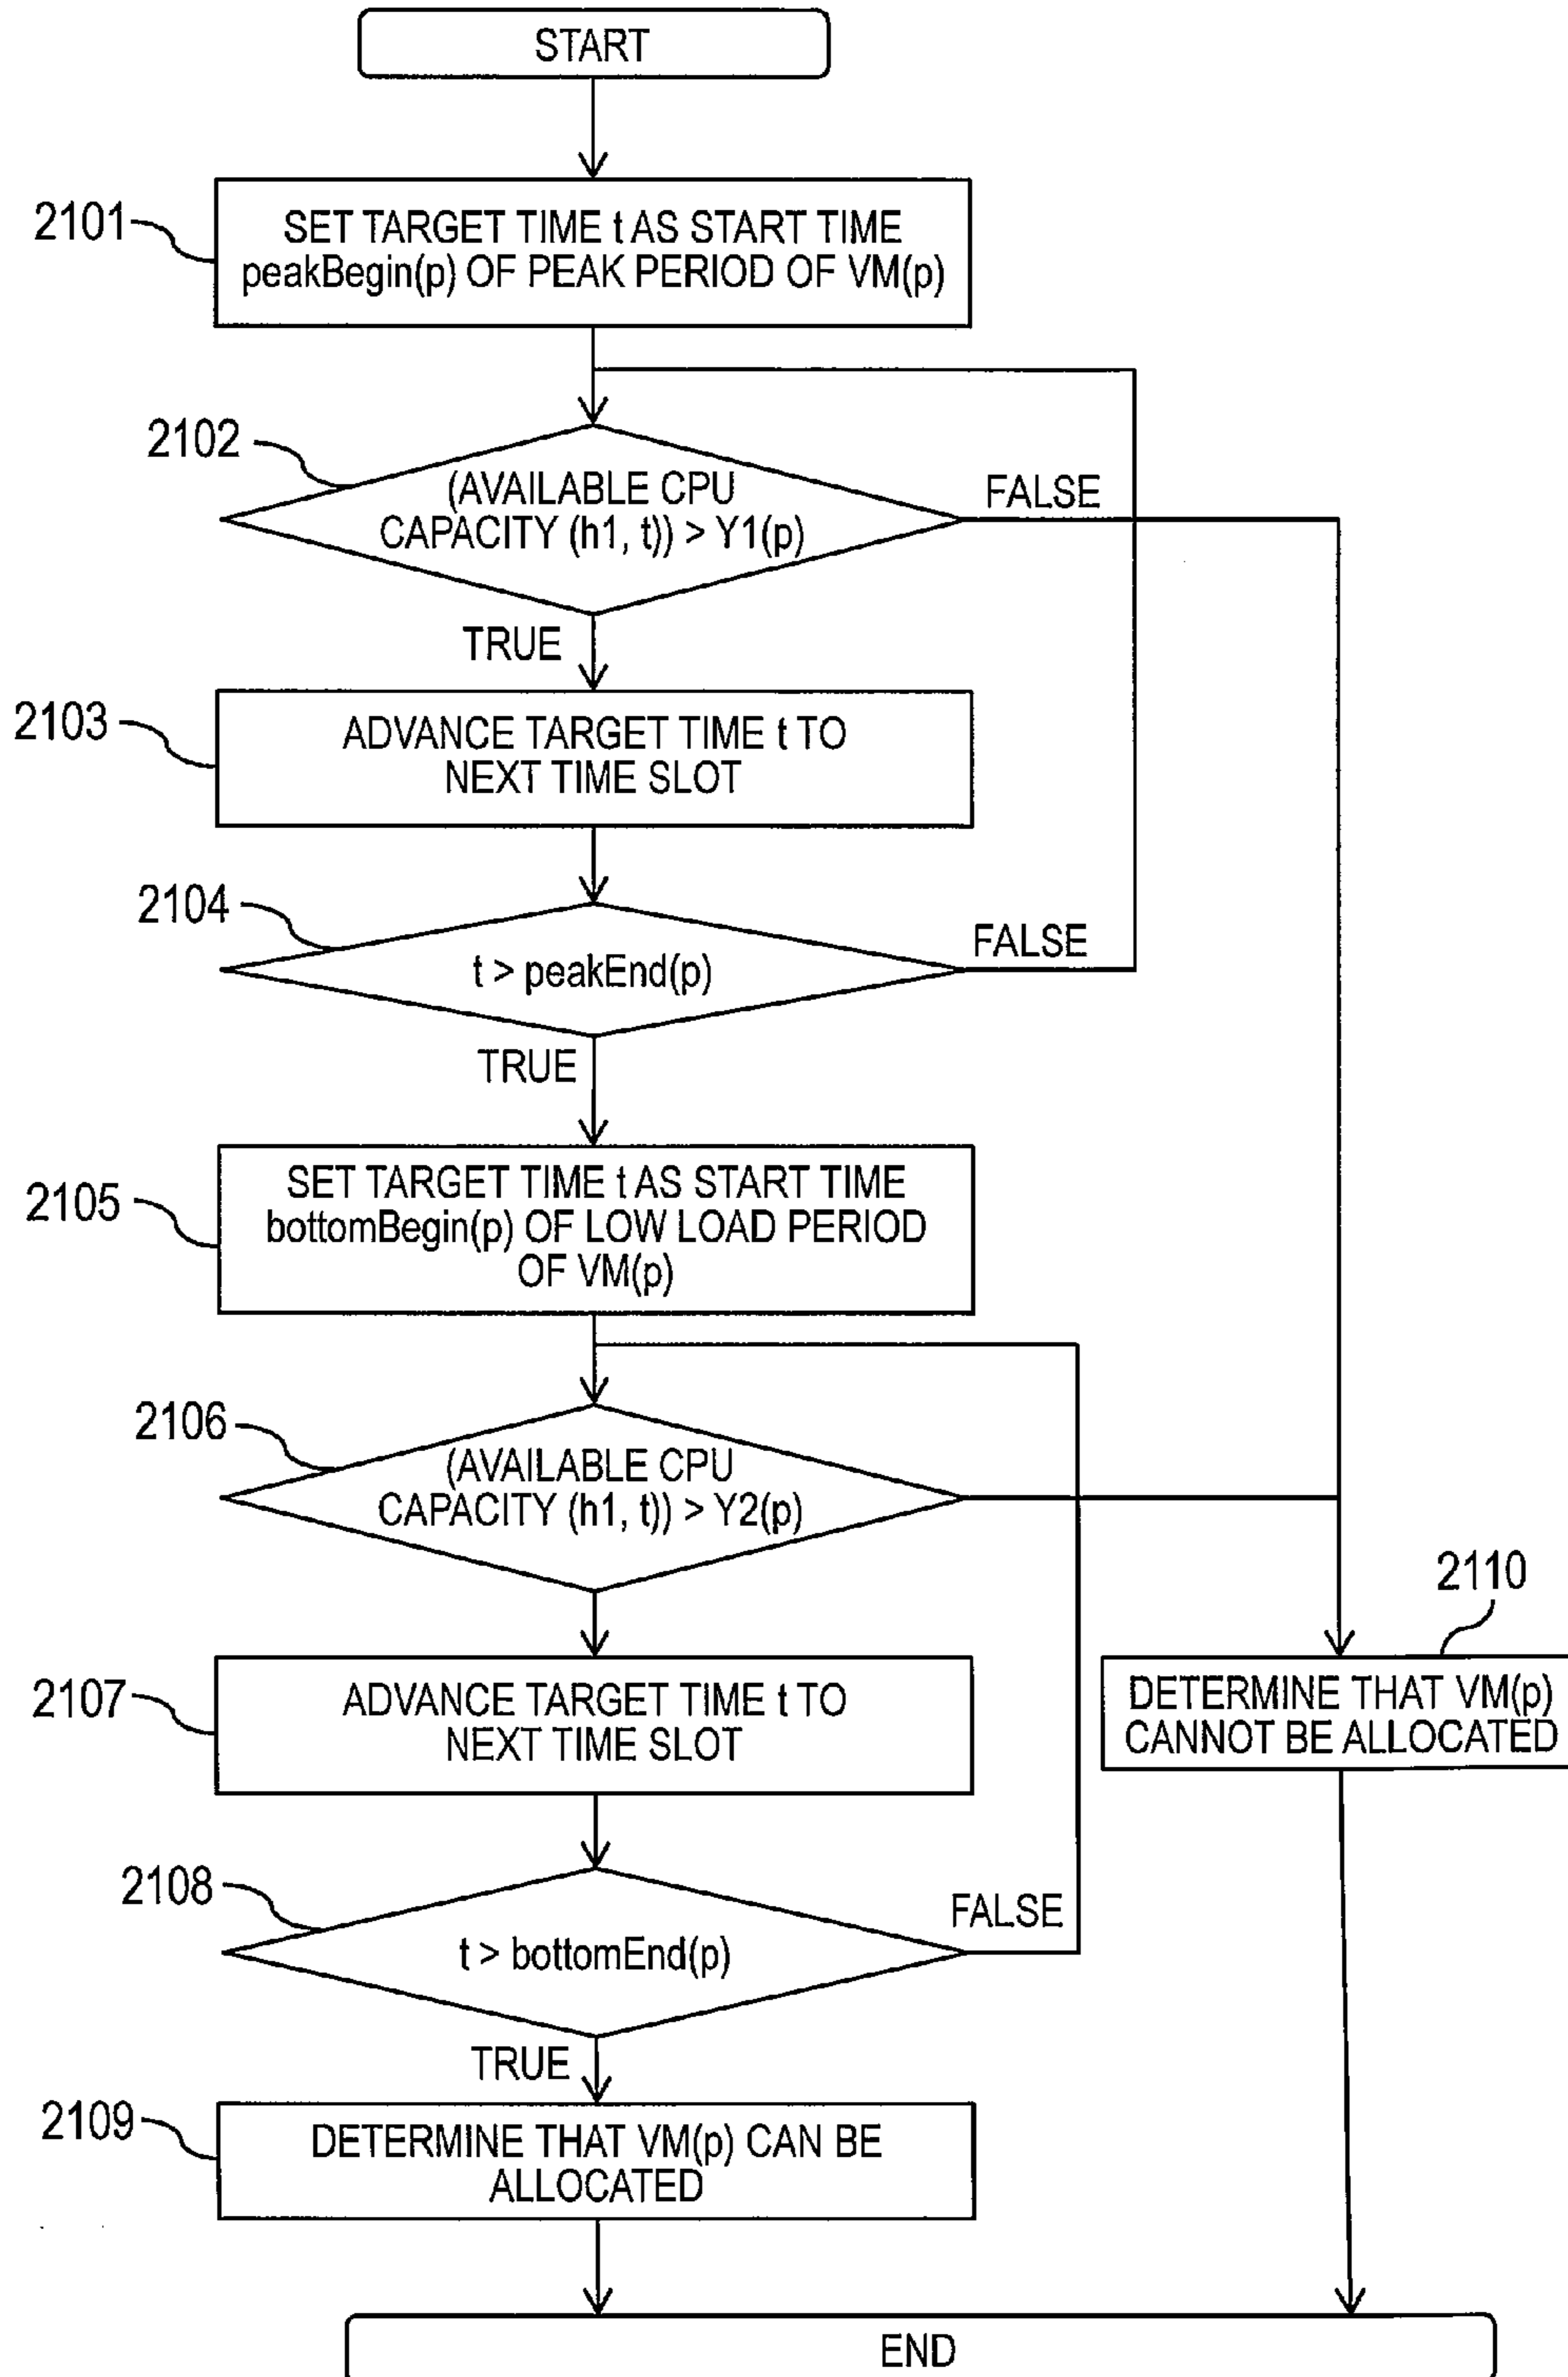 START
2101
SET TARGET TIME t AS START TIME
peakBegin(p) OF PEAK PERIOD OF VM(p)
2102
(AVAILABLE CPU
CAPACITY (h1, t)) > Y1(p)
FALSE
TRUE
2103
ADVANCE TARGET TIME t TO
NEXT TIME SLOT
2104
t > peakEnd(p)
FALSE
TRUE
2105
SET TARGET TIME t AS START TIME
bottomBegin(p) OF LOW LOAD PERIOD
OF VM(p)
2106
(AVAILABLE CPU
CAPACITY (h1, t)) > Y2(p)
2107
ADVANCE TARGET TIME t TO
NEXT TIME SLOT
2110
DETERMINE THAT VM(p)
CANNOT BE ALLOCATED
2108
t > bottomEnd(p)
FALSE
TRUE
2109
DETERMINE THAT VM(p) CAN BE
ALLOCATED
END